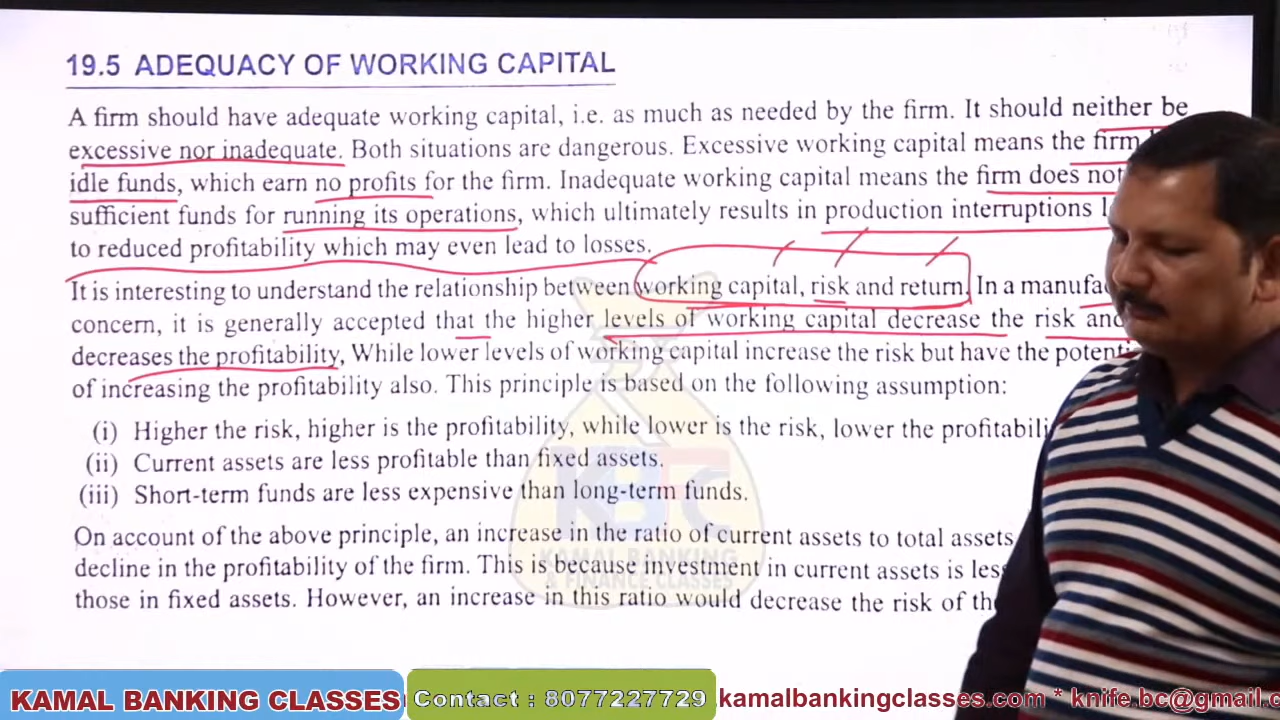 19.5 ADEQUACY OF WORKING CAPITAL
A firm should have adequate working capital, i.e. as much as needed by the firm. It should neither be
excessive nor inadequate. Both situations are dangerous. Excessive working capital means the firm
idle funds, which earn no profits for the firm. Inadequate working capital means the firm does not
sufficient funds for running its operations, which ultimately results in production interruptions
to reduced profitability which may even lead to losses.
It is interesting to understand the relationship between working capital, risk and return. In a
concern, it is generally accepted that the higher levels of working capital decrease the risk and
decreases the profitability, While lower levels of working capital increase the risk but have the
of increasing the profitability also. This principle is based on the following assumption:
(i) Higher the risk, higher is the profitability, while lower is the risk, lower the
(ii) Current assets are less profitable than fixed assets.
(iii) Short-term funds are less expensive than long-term funds.
On account of the above principle, an increase in the ratio of current assets to total assets
decline in the profitability of the firm. This is because investment in current assets is
those in fixed assets. However, an increase in this ratio would decrease the risk of
KBFC
KAMAL BANKING
& FINANCE CLASSES
KAMAL BANKING CLASSES Contact : 8077227729 kamalbankingclasses.com *